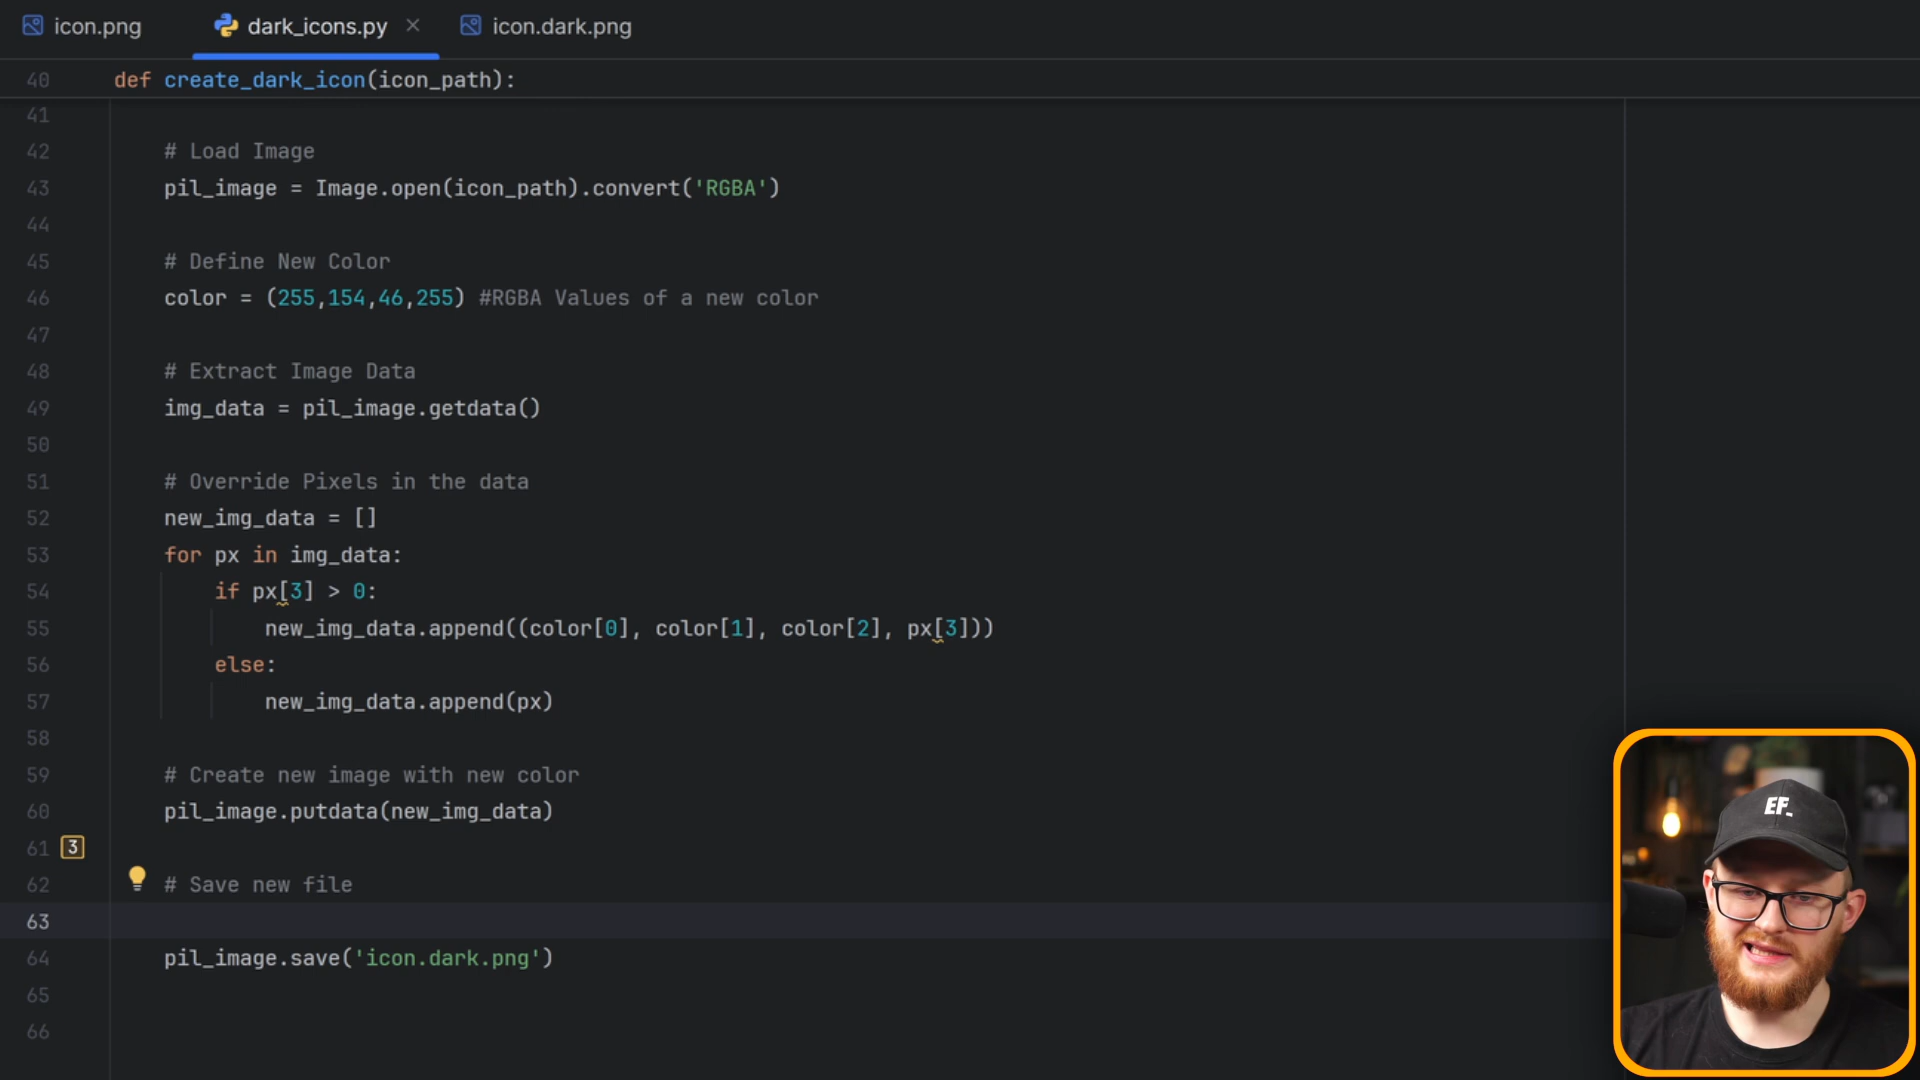 icon.png dark_icons.py icon.dark.png
40 def create_dark_icon(icon_path):
41
42 # Load Image
43 pil_image = Image.open(icon_path).convert('RGBA')
44
45 # Define New Color
46 color = (255,154,46,255) #RGBA Values of a new color
47
48 # Extract Image Data
49 img_data = pil_image.getdata()
50
51 # Override Pixels in the data
52 new_img_data = []
53 for px in img_data:
54 if px[3] > 0:
55 new_img_data.append((color[0], color[1], color[2], px[3]))
56 else:
57 new_img_data.append(px)
58
59 # Create new image with new color
60 pil_image.putdata(new_img_data)
61 3
62 # Save new file
63
64 pil_image.save('icon.dark.png')
65
66
EF.